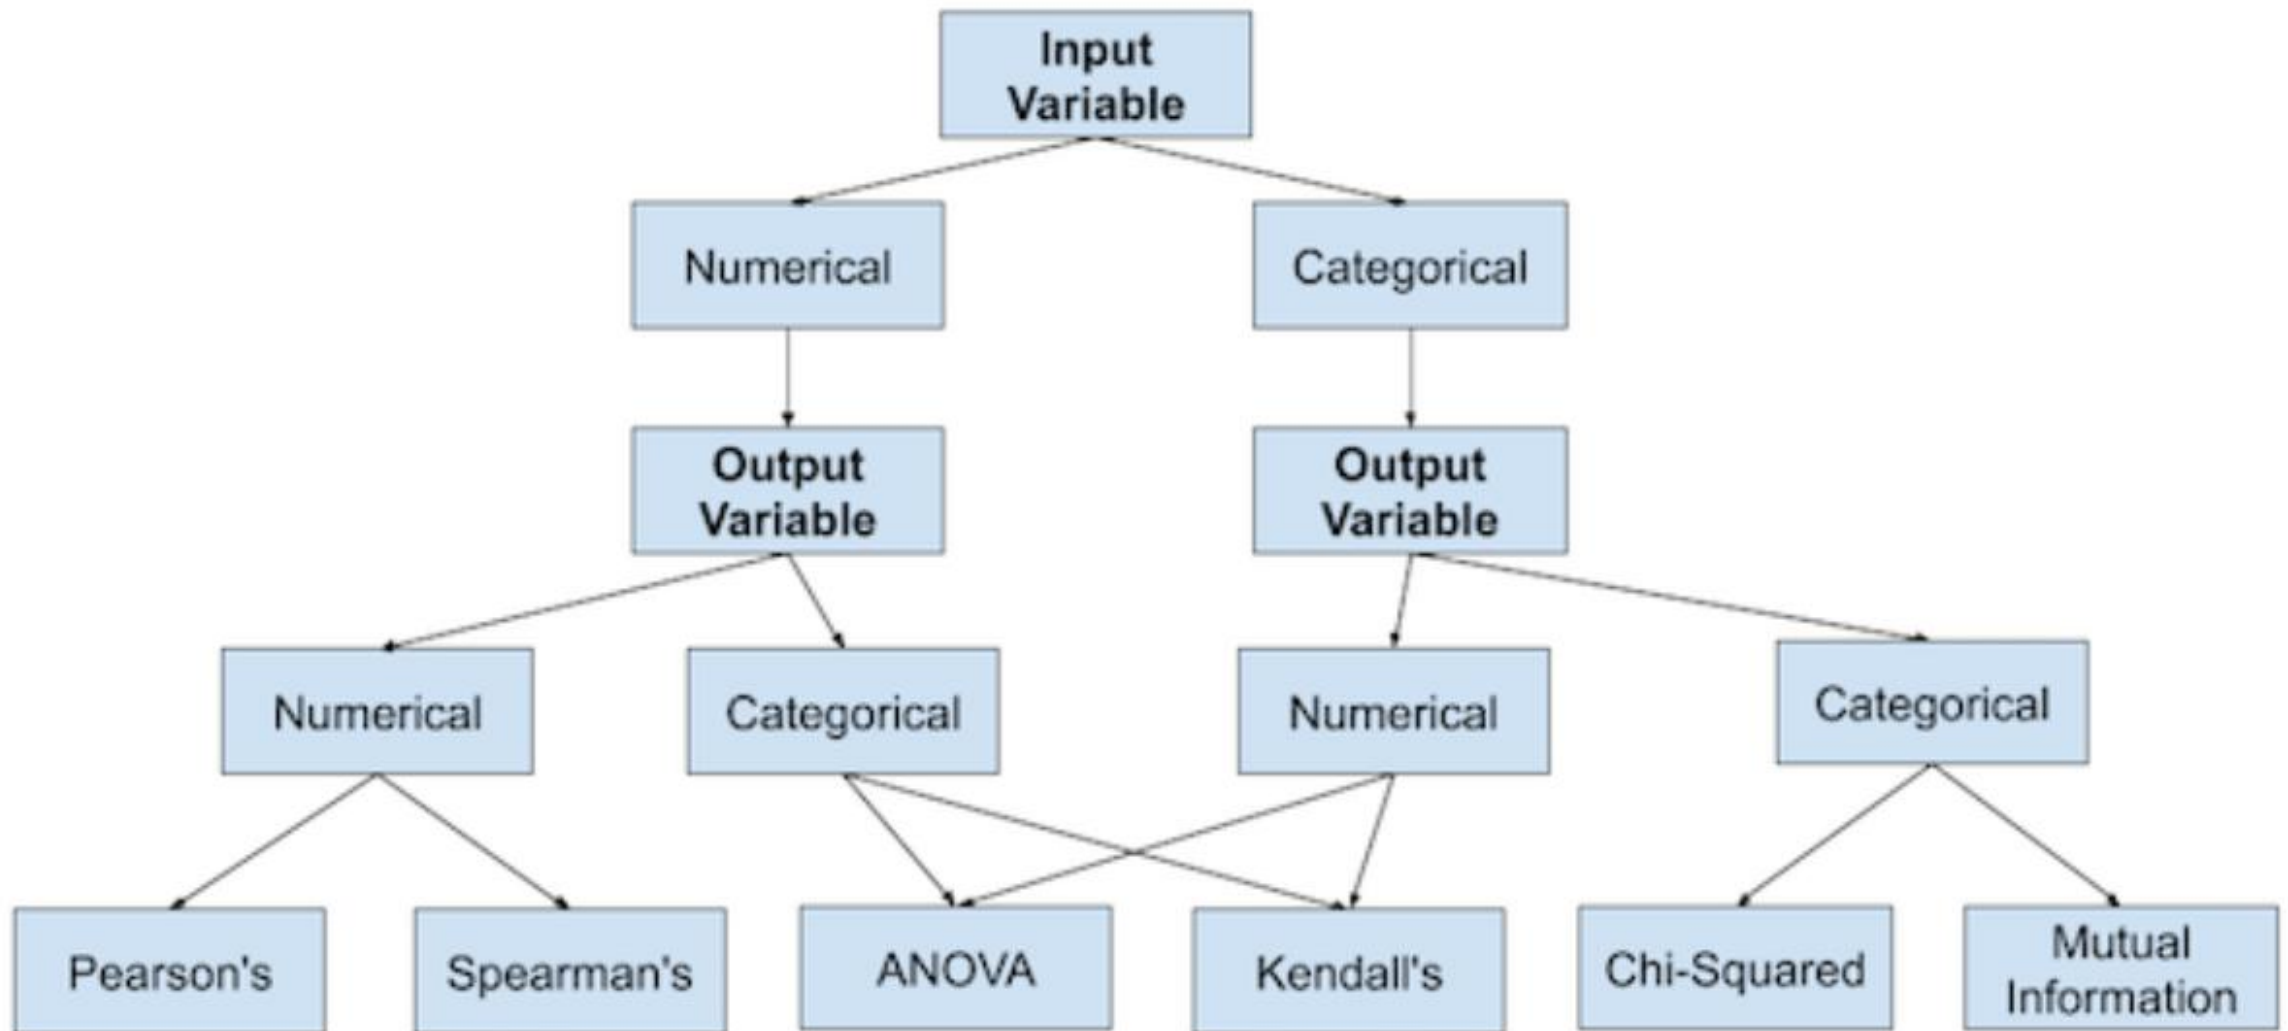 Input
Variable
Numerical
Categorical
Output
Variable
Output
Variable
Numerical
Categorical
Numerical
Categorical
Pearson's
Spearman's
ANOVA
Kendall's
Chi-Squared
Mutual
Information